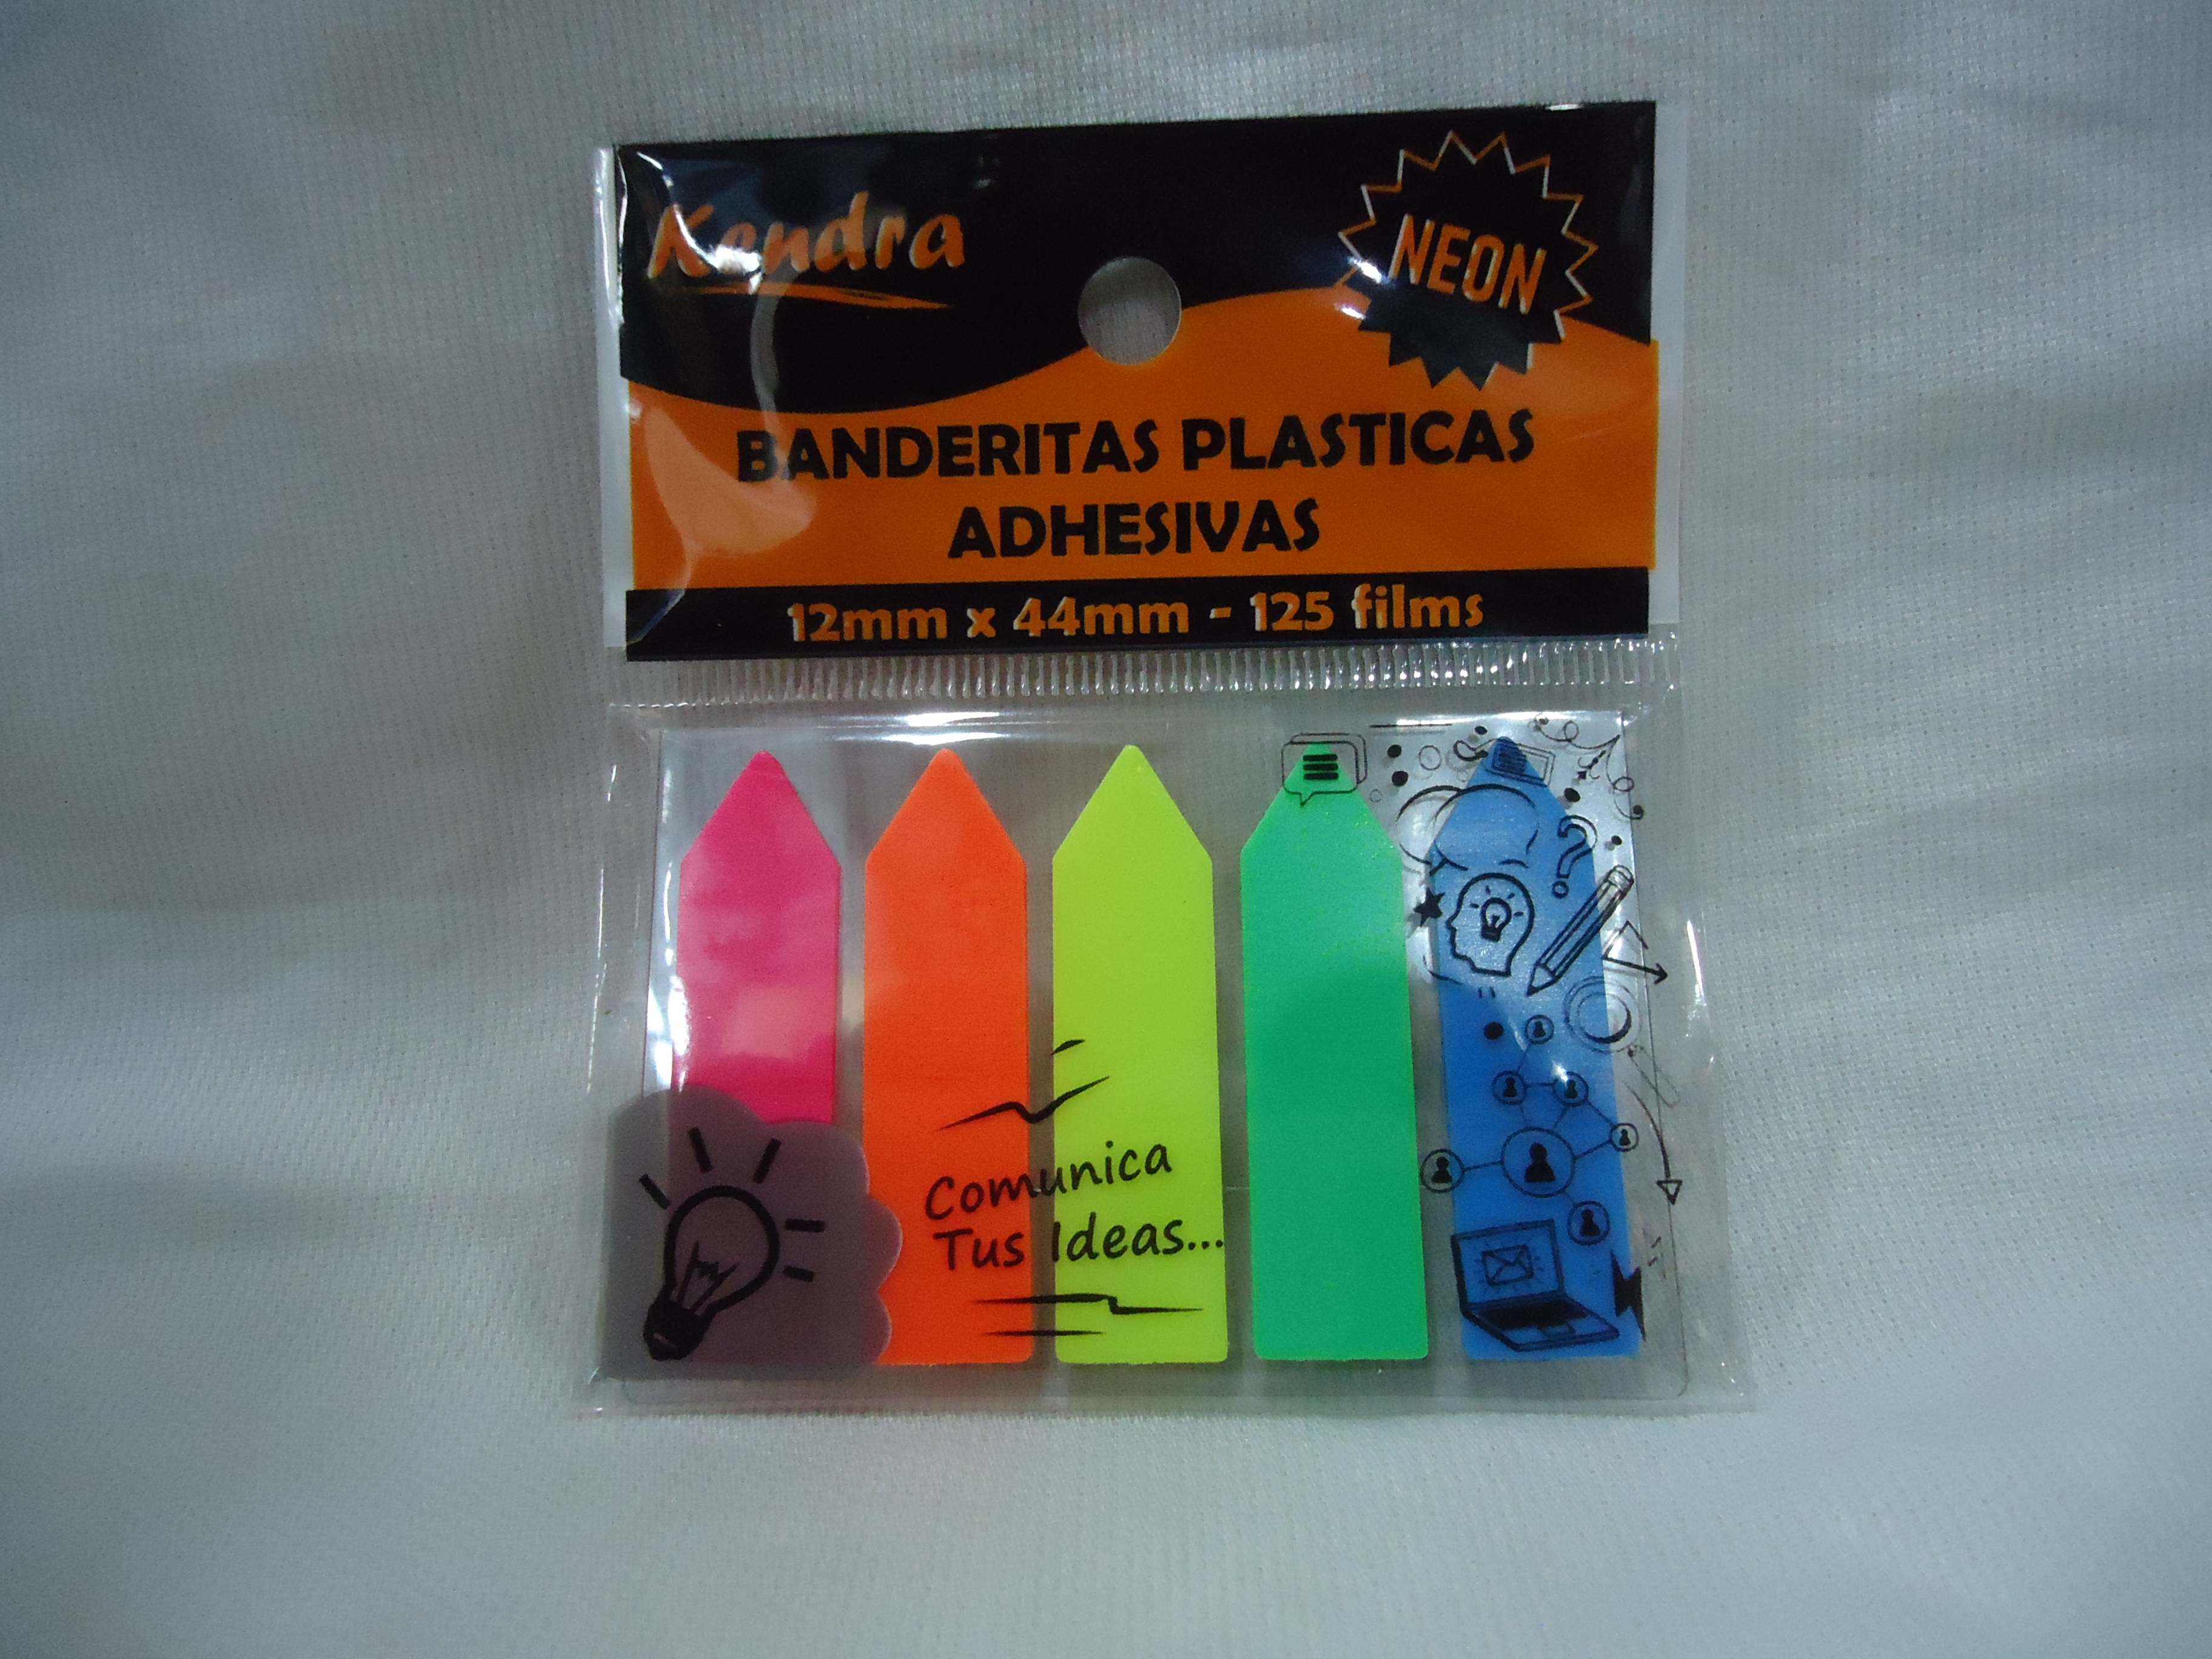 Kendra
NEON
BANDERITAS PLASTICAS
ADHESIVAS
12mm x 44mm - 125 films
Comunica
Tus Ideas...